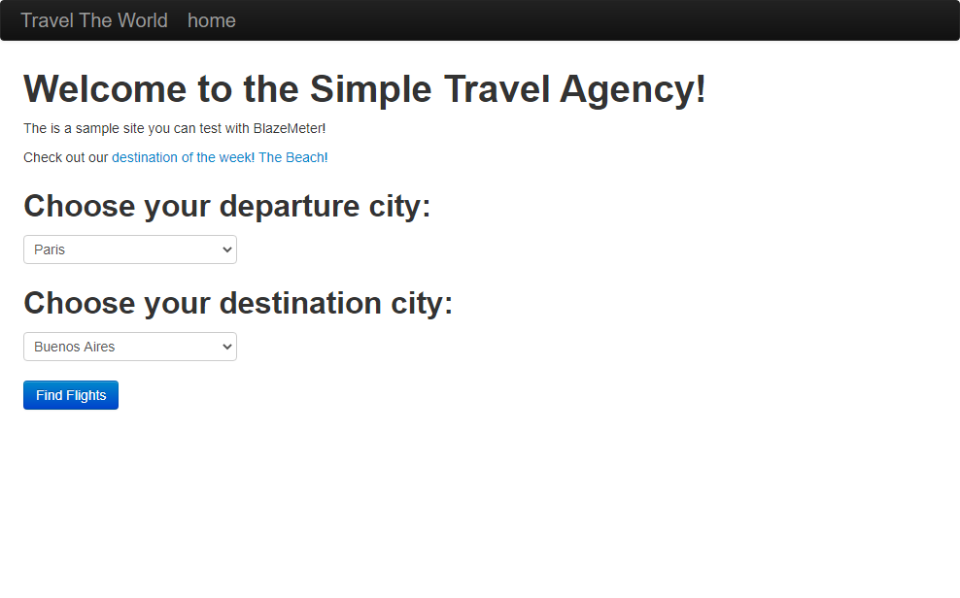 Travel The World home
Welcome to the Simple Travel Agency!
The is a sample site you can test with BlazeMeter!
Check out our destination of the week! The Beach!
Choose your departure city:
Paris
Choose your destination city:
Buenos Aires
Find Flights